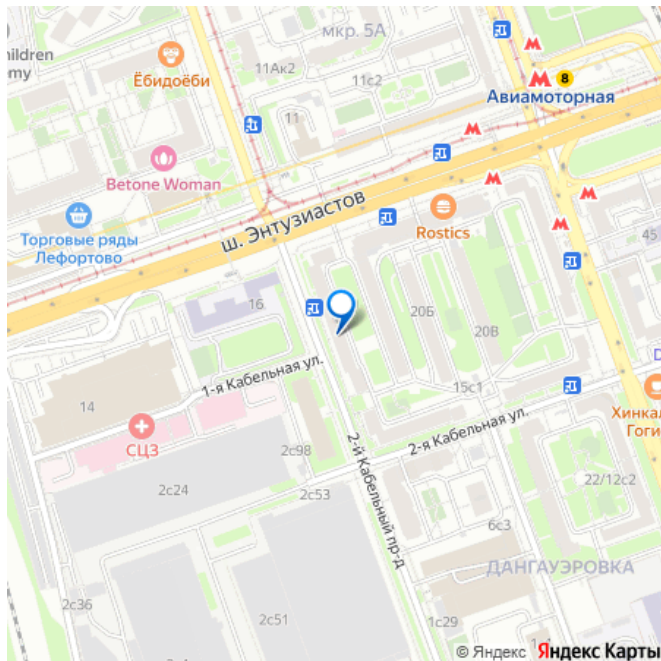 мкр. 5А
hildren
omy
Ёбидоёби
11Ак2
11с2
8
Авиамоторная
11
Betone Woman
ш. Энтузиастов
Rostics
Торговые ряды
Лефортово
45
16
20Б
20В
1-я Кабельная ул.
15с1
D
14
Хинкал
Гоги
СЦЗ
2-я Кабельная ул.
2с98
2-й Кабельный пр-д
22/12с2
2с24
2с53
6с3
ДАНГАУЭРОВКА
2с36
2с51
1с29
© Яндекс Яндекс Карты